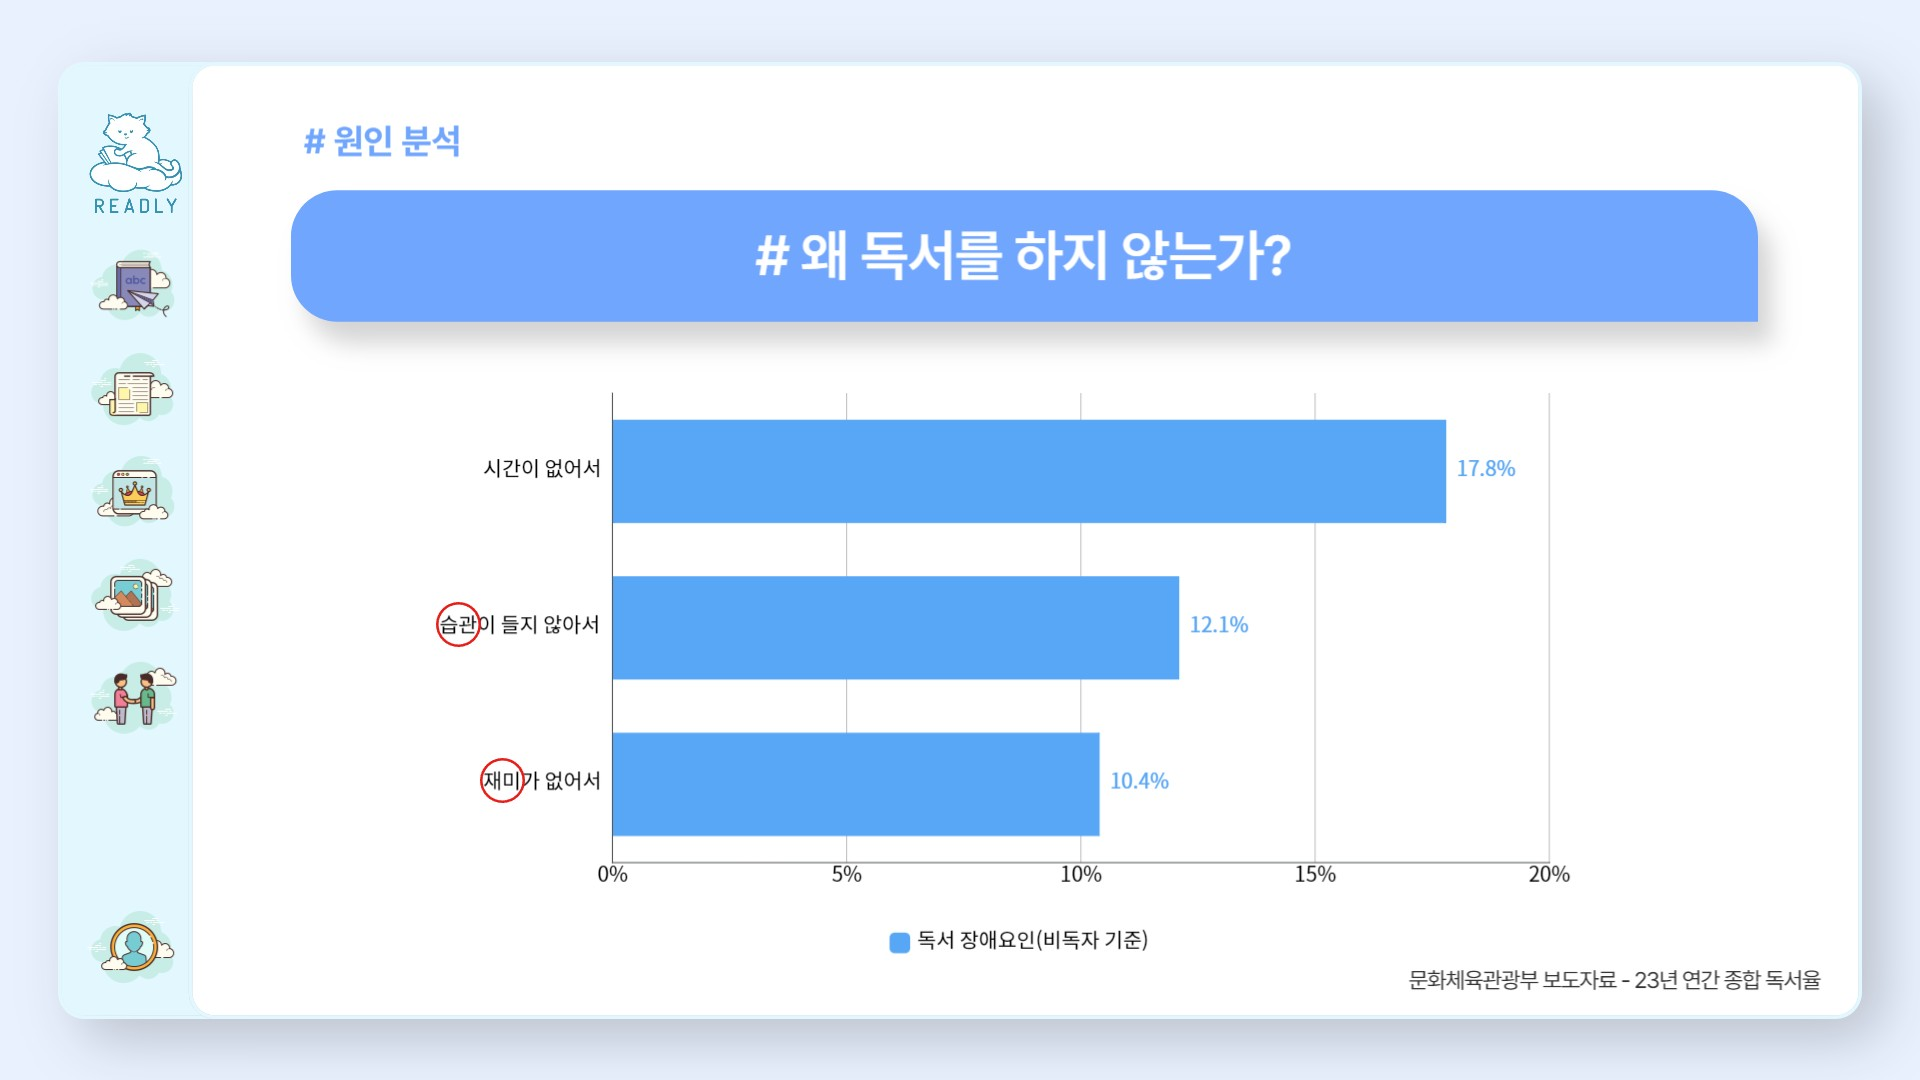 READLY
abc
# 원인 분석
# 왜 독서를 하지 않는가?
시간이 없어서
17.8%
습관이 들지 않아서
12.1%
재미가 없어서
10.4%
0% 5% 10% 15% 20%
독서 장애요인(비독자 기준)
문화체육관광부 보도자료 - 23년 연간 종합 독서율